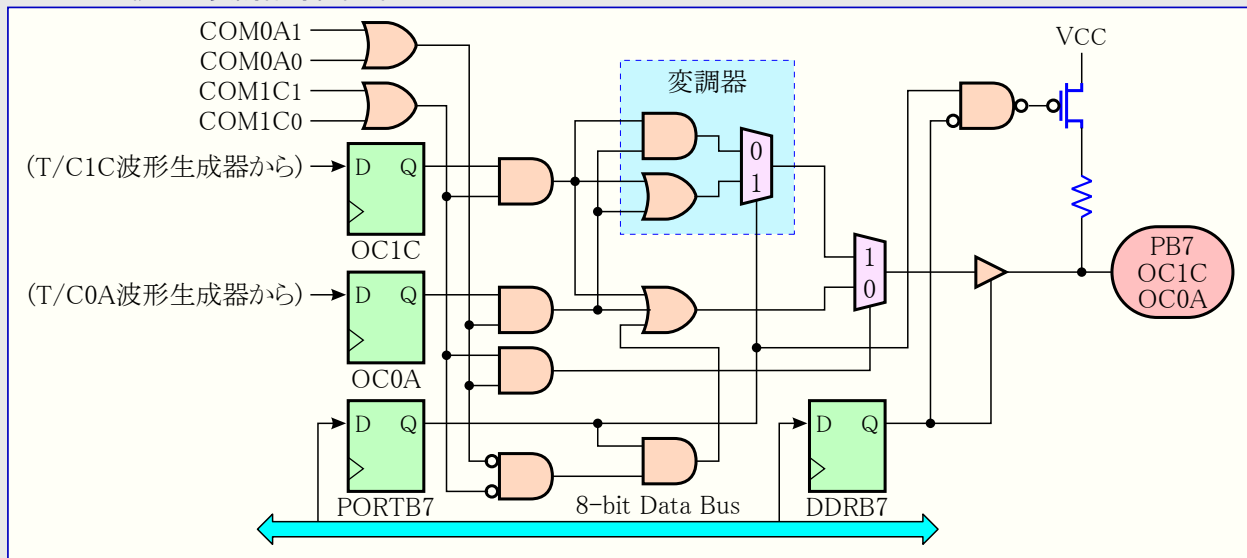 COM0A1
COM0A0
COM1C1
COM1C0
VCC
変調器
(T/C1C波形生成器から)
D Q
0
1
OC1C
PB7
OC1C
OC0A
1
0
(T/C0A波形生成器から)
D Q
OC0A
D Q
D Q
PORTB7
8-bit Data Bus
DDRB7